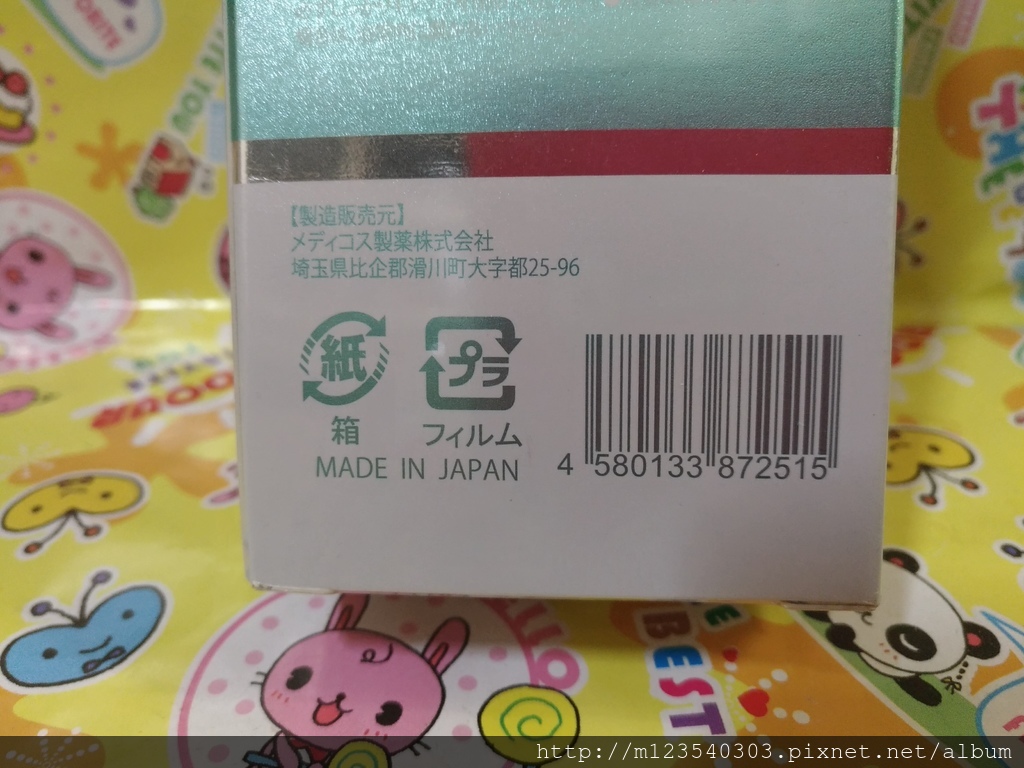 【製造販売元】
メディコス製薬株式会社
埼玉県比企郡滑川町大字都25-96
紙
プラ
箱
フィルム
MADE IN JAPAN
4 580133 872515
BEST
http://m123540303.pixnet.net/album